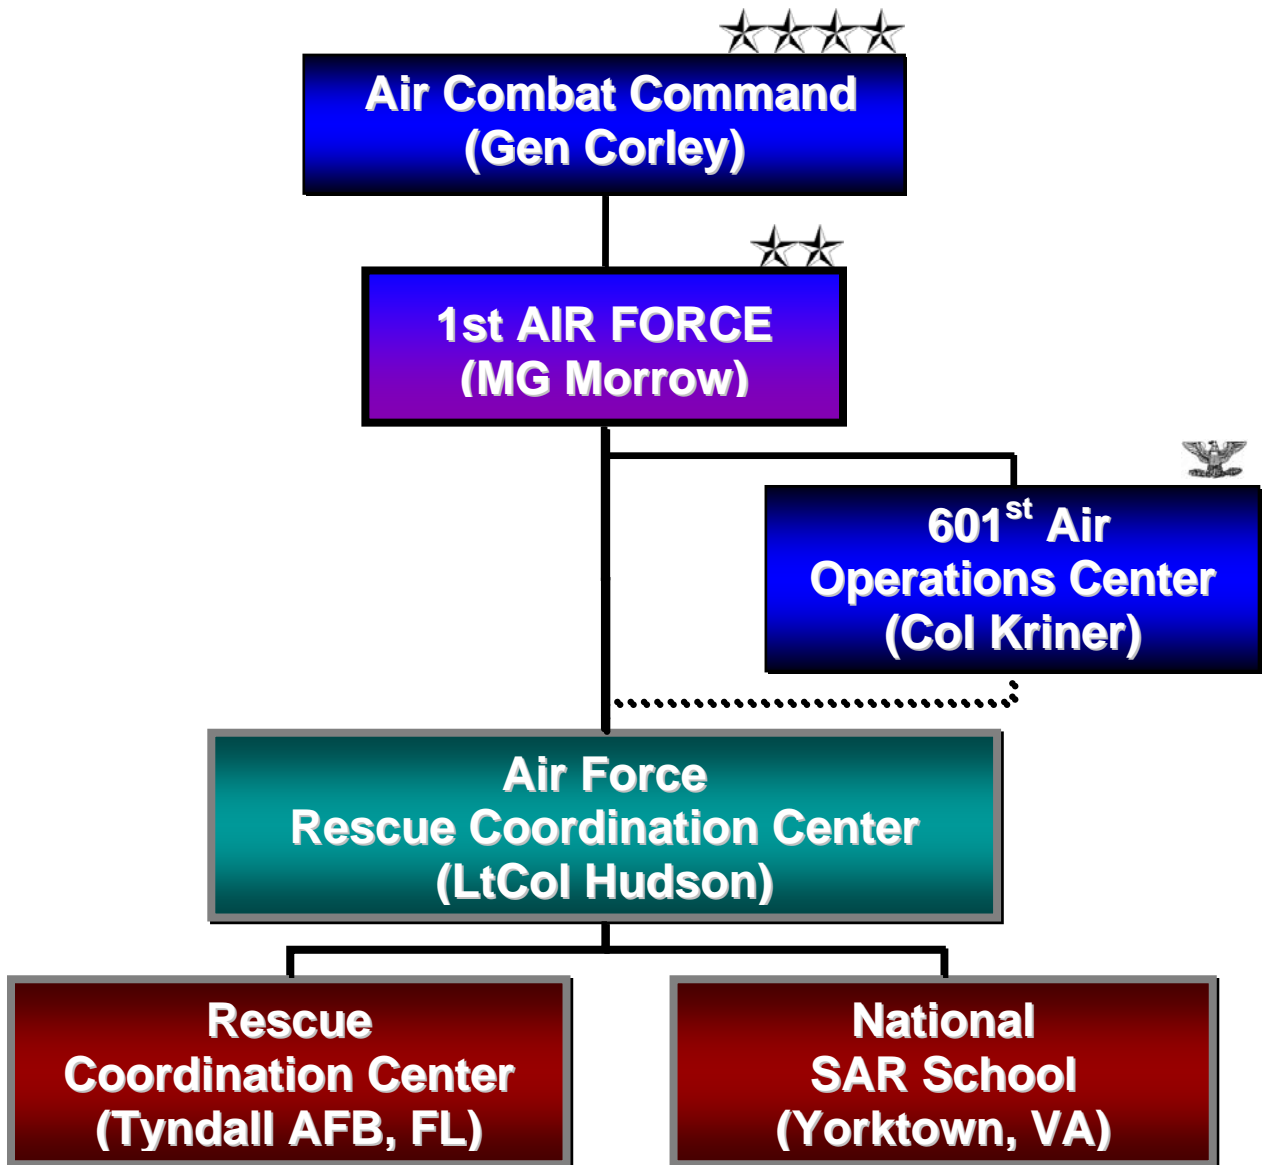 Air Combat Command
(Gen Corley)
1st AIR FORCE
(MG Morrow)
601st Air
Operations Center
(Col Kriner)
Air Force
Rescue Coordination Center
(LtCol Hudson)
Rescue
Coordination Center
(Tyndall AFB, FL)
National
SAR School
(Yorktown, VA)